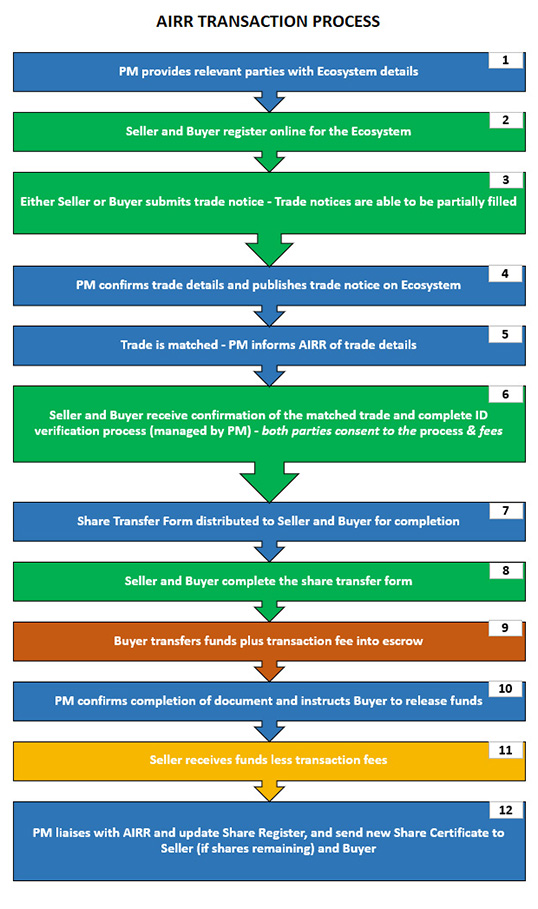 AIRR TRANSACTION PROCESS
1
PM provides relevant parties with Ecosystem details
2
Seller and Buyer register online for the Ecosystem
3
Either Seller or Buyer submits trade notice - Trade notices are able to be partially filled
4
PM confirms trade details and publishes trade notice on Ecosystem
5
Trade is matched - PM informs AIRR of trade details
6
Seller and Buyer receive confirmation of the matched trade and complete ID
verification process (managed by PM) - both parties consent to the process & fees
7
Share Transfer Form distributed to Seller and Buyer for completion
8
Seller and Buyer complete the share transfer form
9
Buyer transfers funds plus transaction fee into escrow
10
PM confirms completion of document and instructs Buyer to release funds
11
Seller receives funds less transaction fees
12
PM liaises with AIRR and update Share Register, and send new Share Certificate to
Seller (if shares remaining) and Buyer